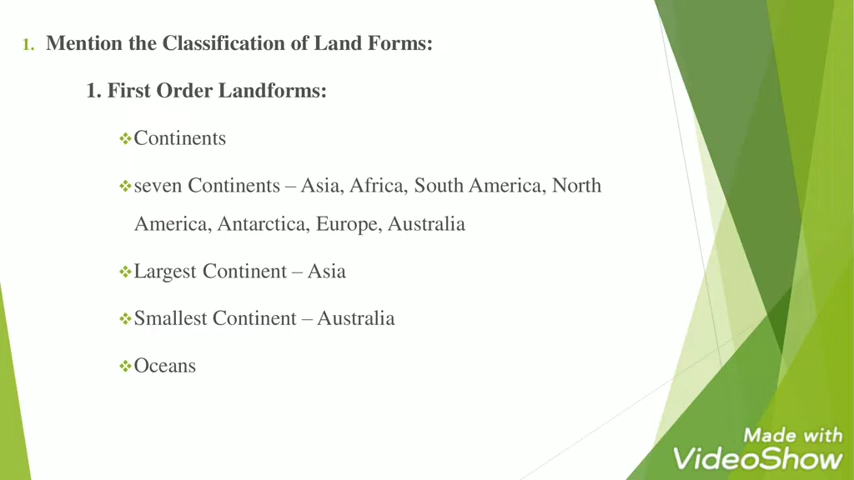 1. Mention the Classification of Land Forms:
1. First Order Landforms:
❖Continents
❖seven Continents – Asia, Africa, South America, North
America, Antarctica, Europe, Australia
❖Largest Continent – Asia
❖Smallest Continent – Australia
❖Oceans
Made with
VideoShow